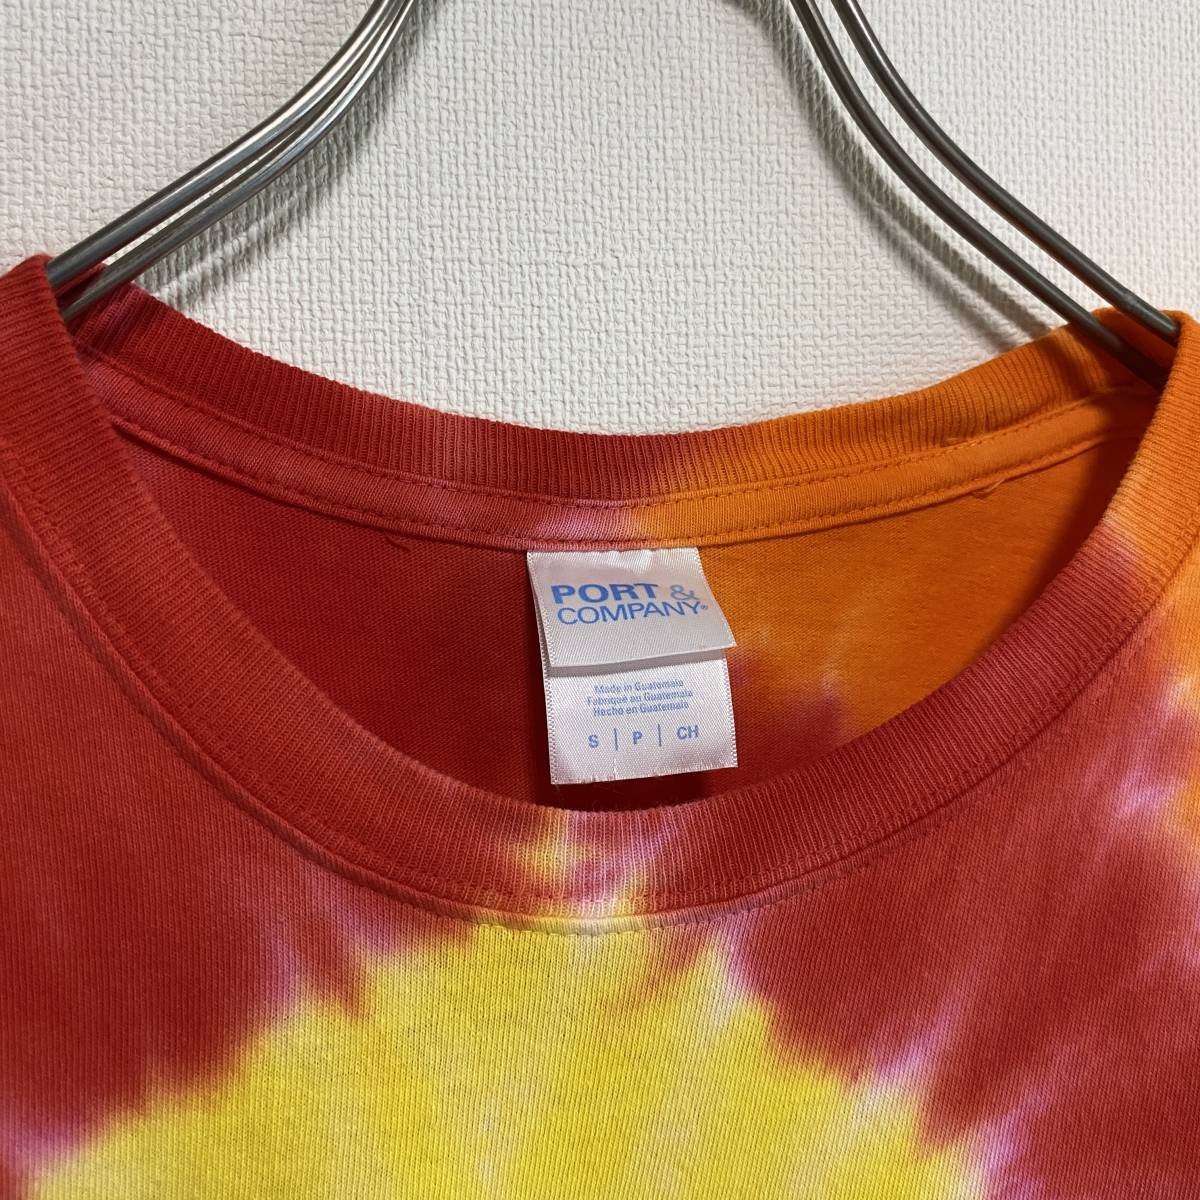 PORT &
COMPANY®
Made in Guatemala
Fabriqué au Guatemala
Hecho en Guatemala
S | P | CH